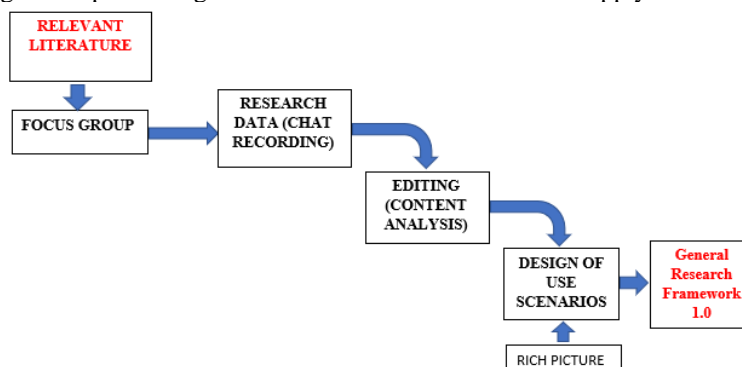 RELEVANT
LITERATURE
FOCUS GROUP
RESEARCH
DATA (CHAT
RECORDING)
EDITING
(CONTENT
ANALYSIS)
DESIGN OF
USE
SCENARIOS
General
Research
Framework
1.0
RICH PICTURE